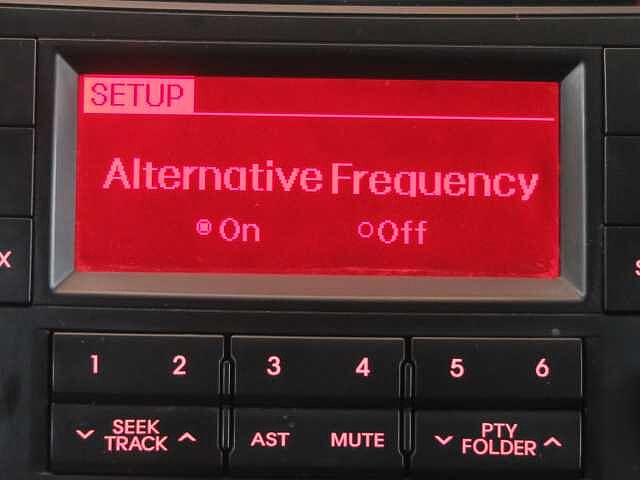 SETUP
Alternative Frequency
On Off
X
S
1 2 3 4 5 6
SEEK TRACK AST MUTE PTY FOLDER